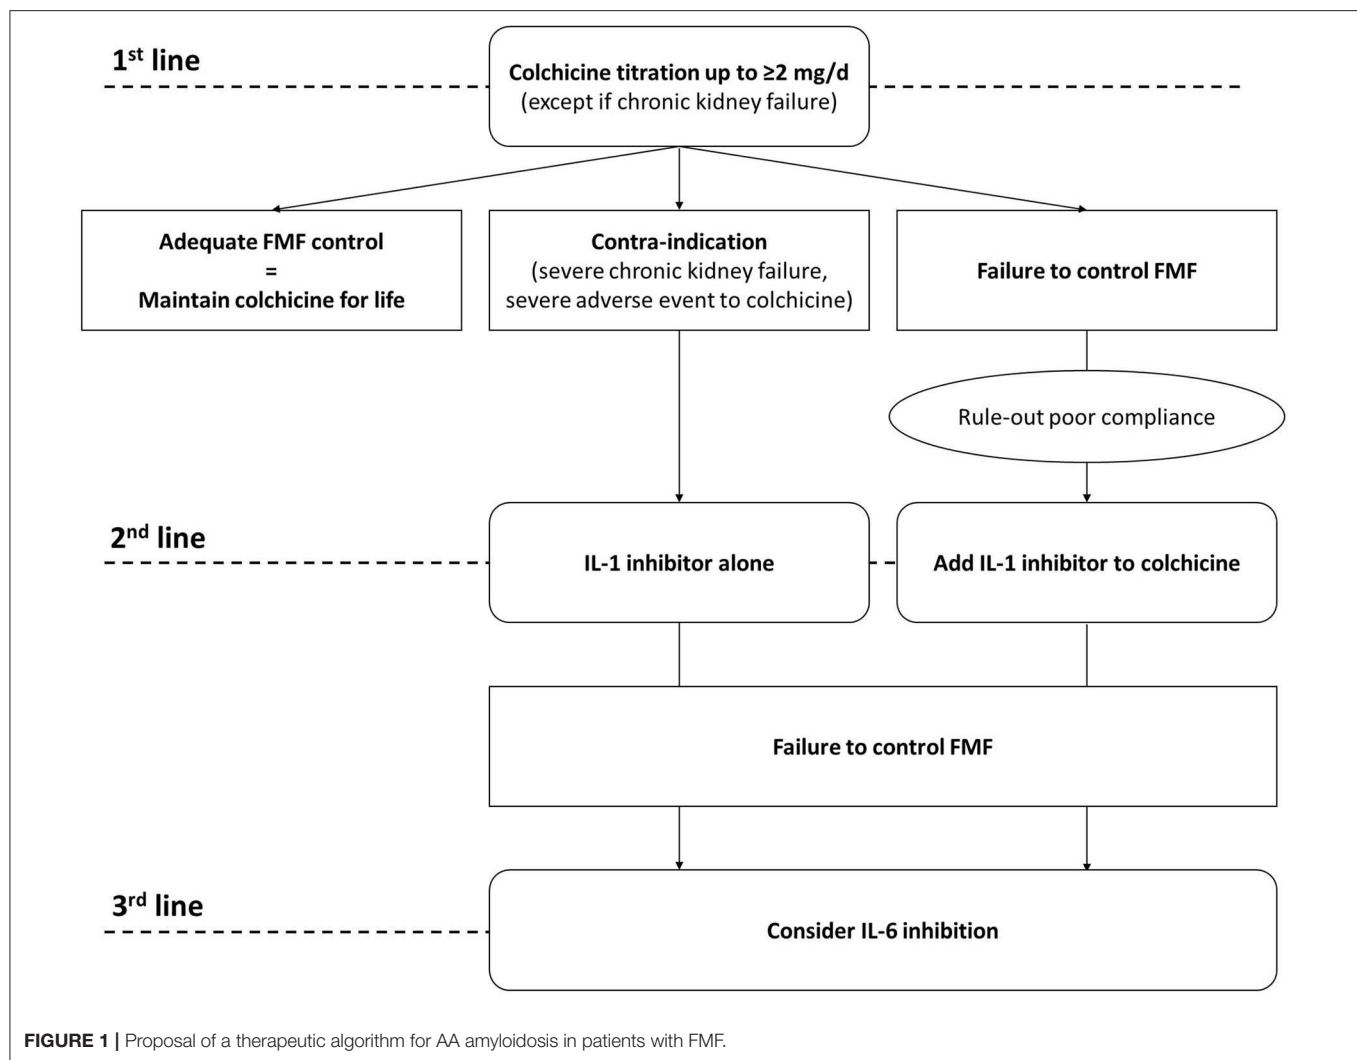 1st line
Colchicine titration up to ≥2 mg/d
(except if chronic kidney failure)
Adequate FMF control
=
Maintain colchicine for life
Contra-indication
(severe chronic kidney failure,
severe adverse event to colchicine)
Failure to control FMF
Rule-out poor compliance
2nd line
IL-1 inhibitor alone
Add IL-1 inhibitor to colchicine
Failure to control FMF
3rd line
Consider IL-6 inhibition
FIGURE 1 | Proposal of a therapeutic algorithm for AA amyloidosis in patients with FMF.